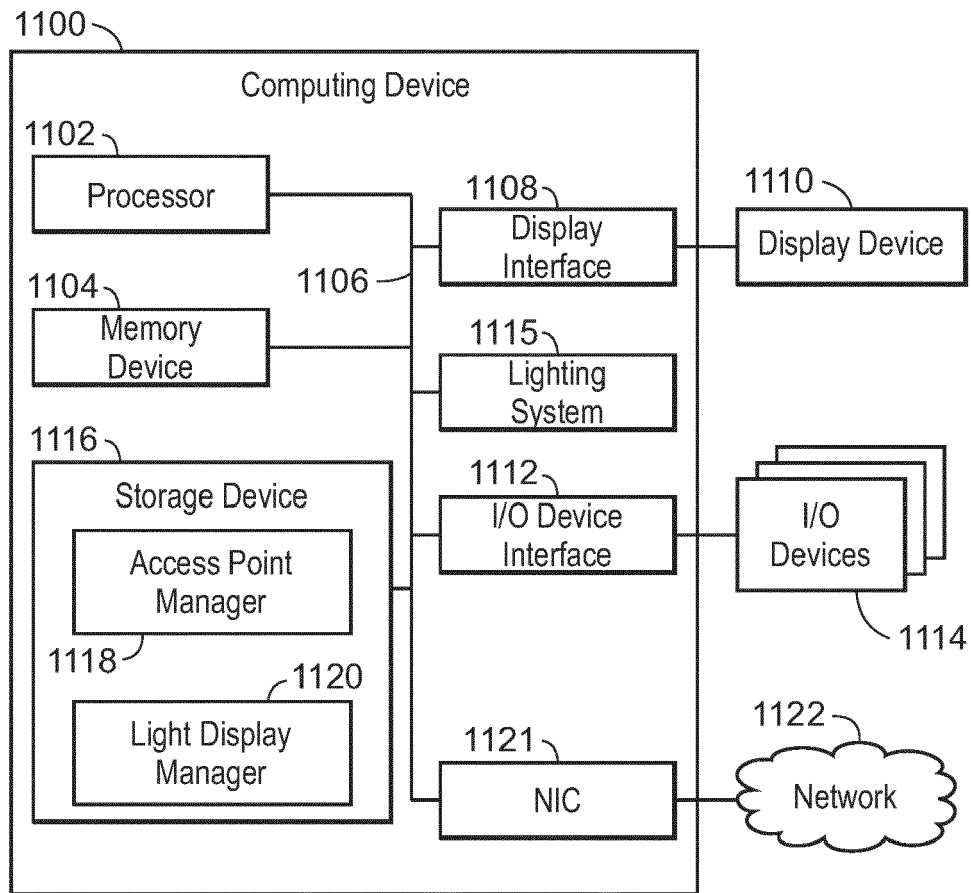 1100
Computing Device
1102
Processor
1108
Display
Interface
1110
Display Device
1106
1104
Memory
Device
1115
Lighting
System
1116
Storage Device
1112
I/O Device
Interface
I/O
Devices
Access Point
Manager
1118
1114
1120
Light Display
Manager
1121
NIC
1122
Network